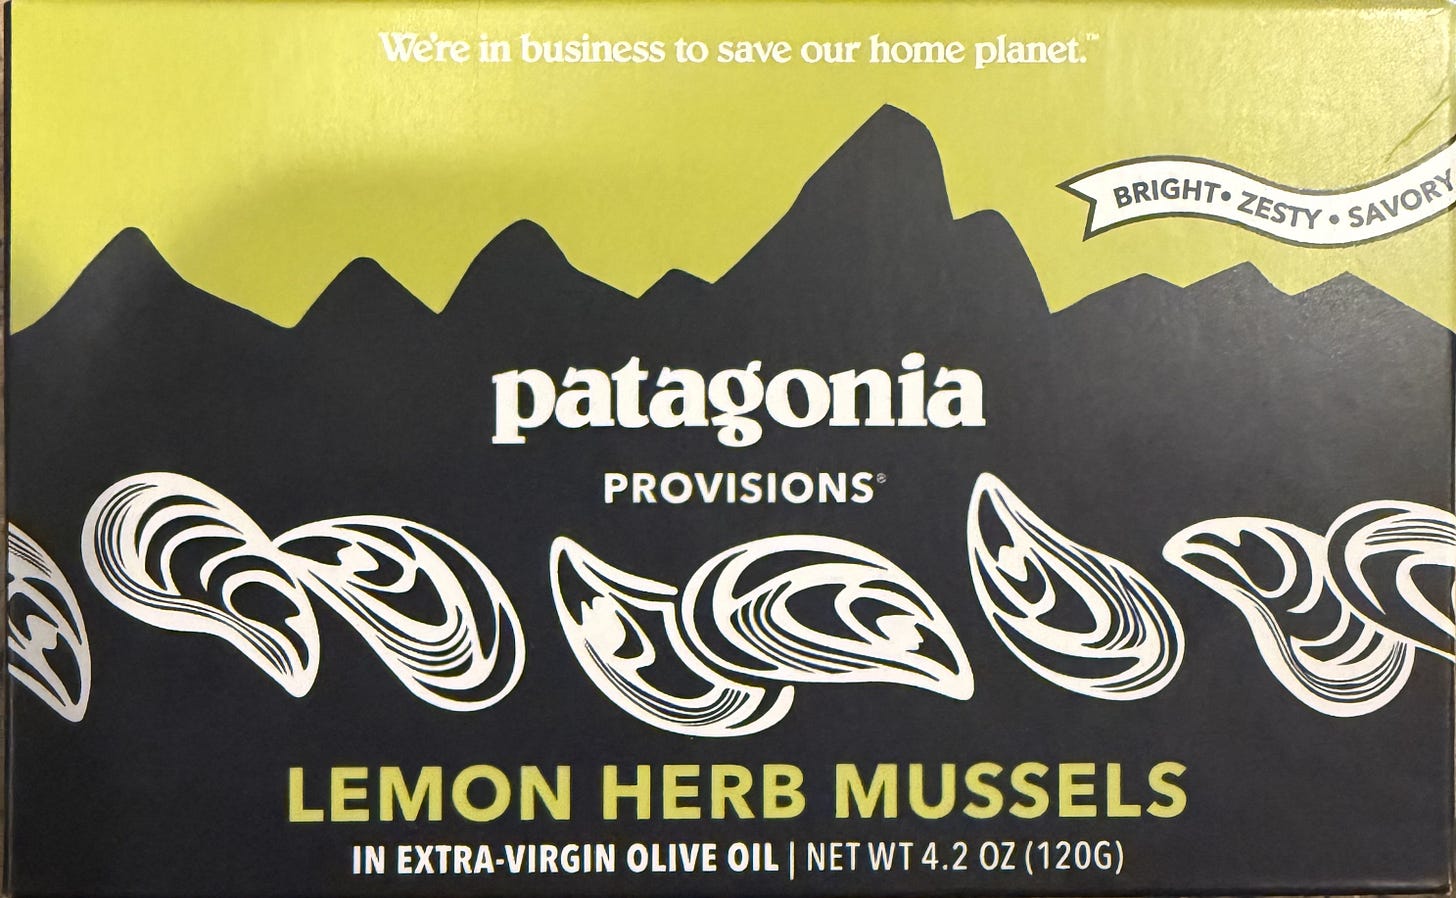 We're in business to save our home planet.™
BRIGHT • ZESTY • SAVORY
patagonia
PROVISIONS®
LEMON HERB MUSSELS
IN EXTRA-VIRGIN OLIVE OIL | NET WT 4.2 OZ (120G)